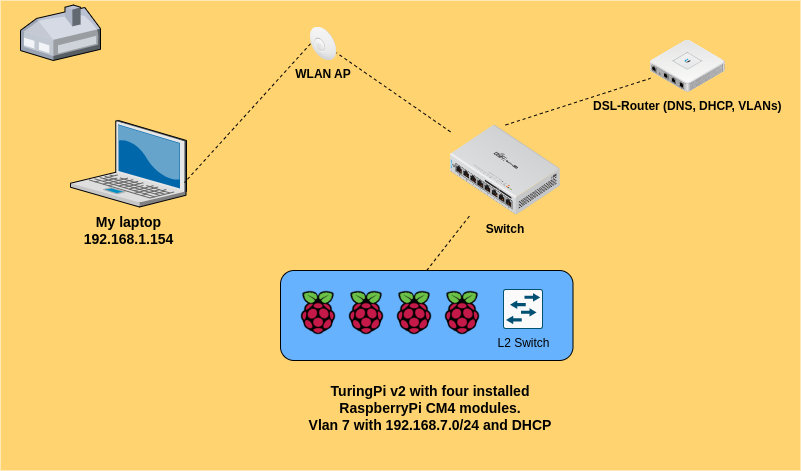 WLAN AP
DSL-Router (DNS, DHCP, VLANs)
My laptop
192.168.1.154
Switch
L2 Switch
TuringPi v2 with four installed
RaspberryPi CM4 modules.
Vlan 7 with 192.168.7.0/24 and DHCP